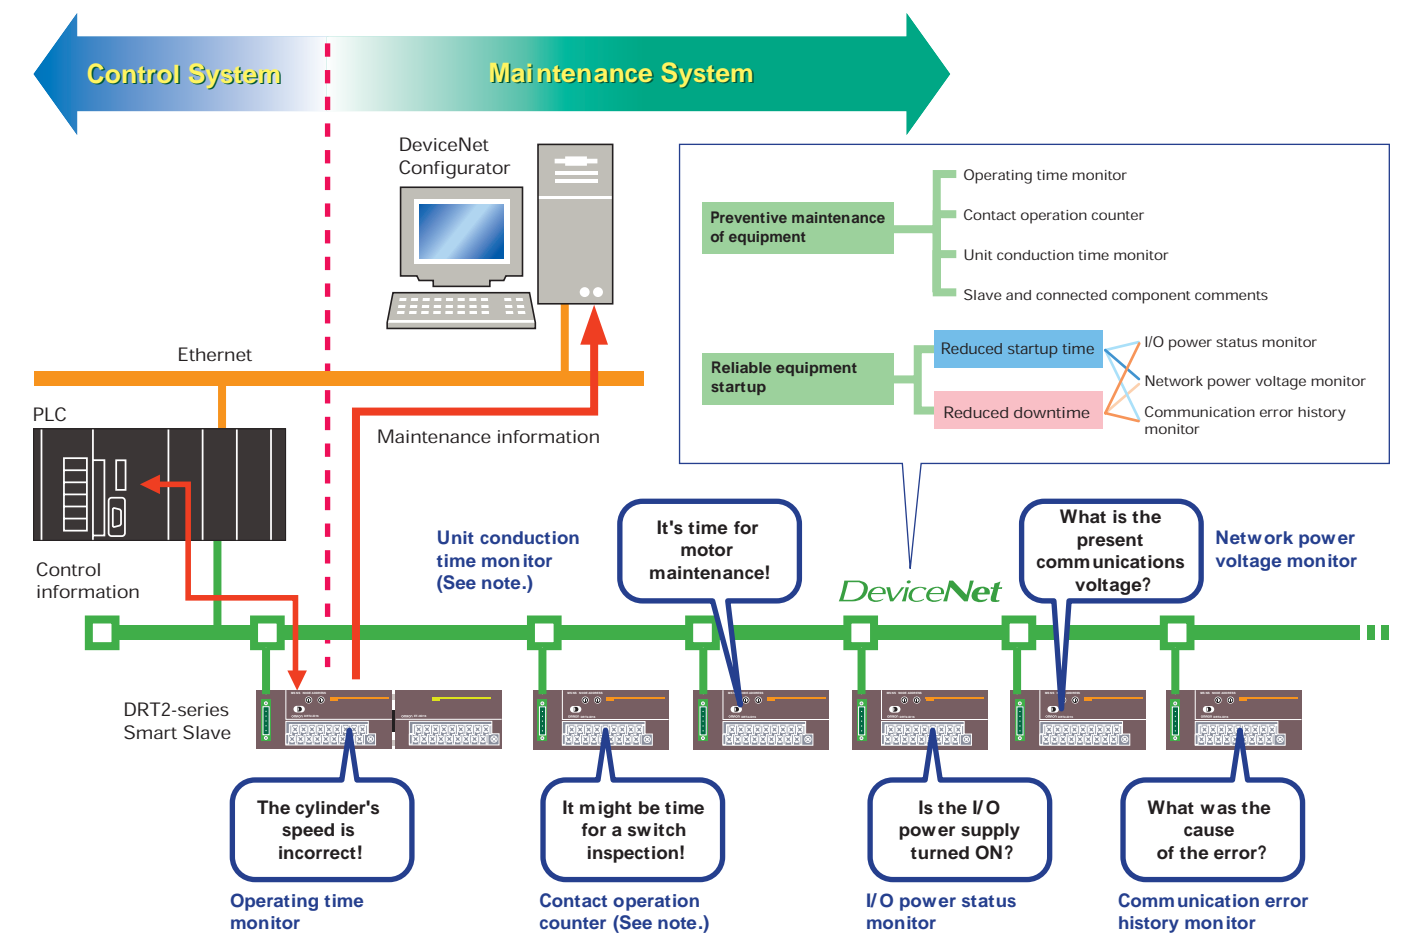 Control System
Maintenance System
DeviceNet
Configurator
Preventive maintenance
of equipment
Operating time monitor
Contact operation counter
Unit conduction time monitor
Slave and connected component comments
Reliable equipment
startup
Reduced startup time
Reduced downtime
I/O power status monitor
Network power voltage monitor
Communication error history
monitor
Ethernet
PLC
Maintenance information
Control
information
Unit conduction
time monitor
(See note.)
It's time for
motor
maintenance!
DeviceNet
What is the
present
communications
voltage?
Network power
voltage monitor
DRT2-series
Smart Slave
The cylinder's
speed is
incorrect!
It might be time
for a switch
inspection!
Is the I/O
power supply
turned ON?
What was the
cause
of the error?
Operating time
monitor
Contact operation
counter (See note.)
I/O power status
monitor
Communication error
history monitor